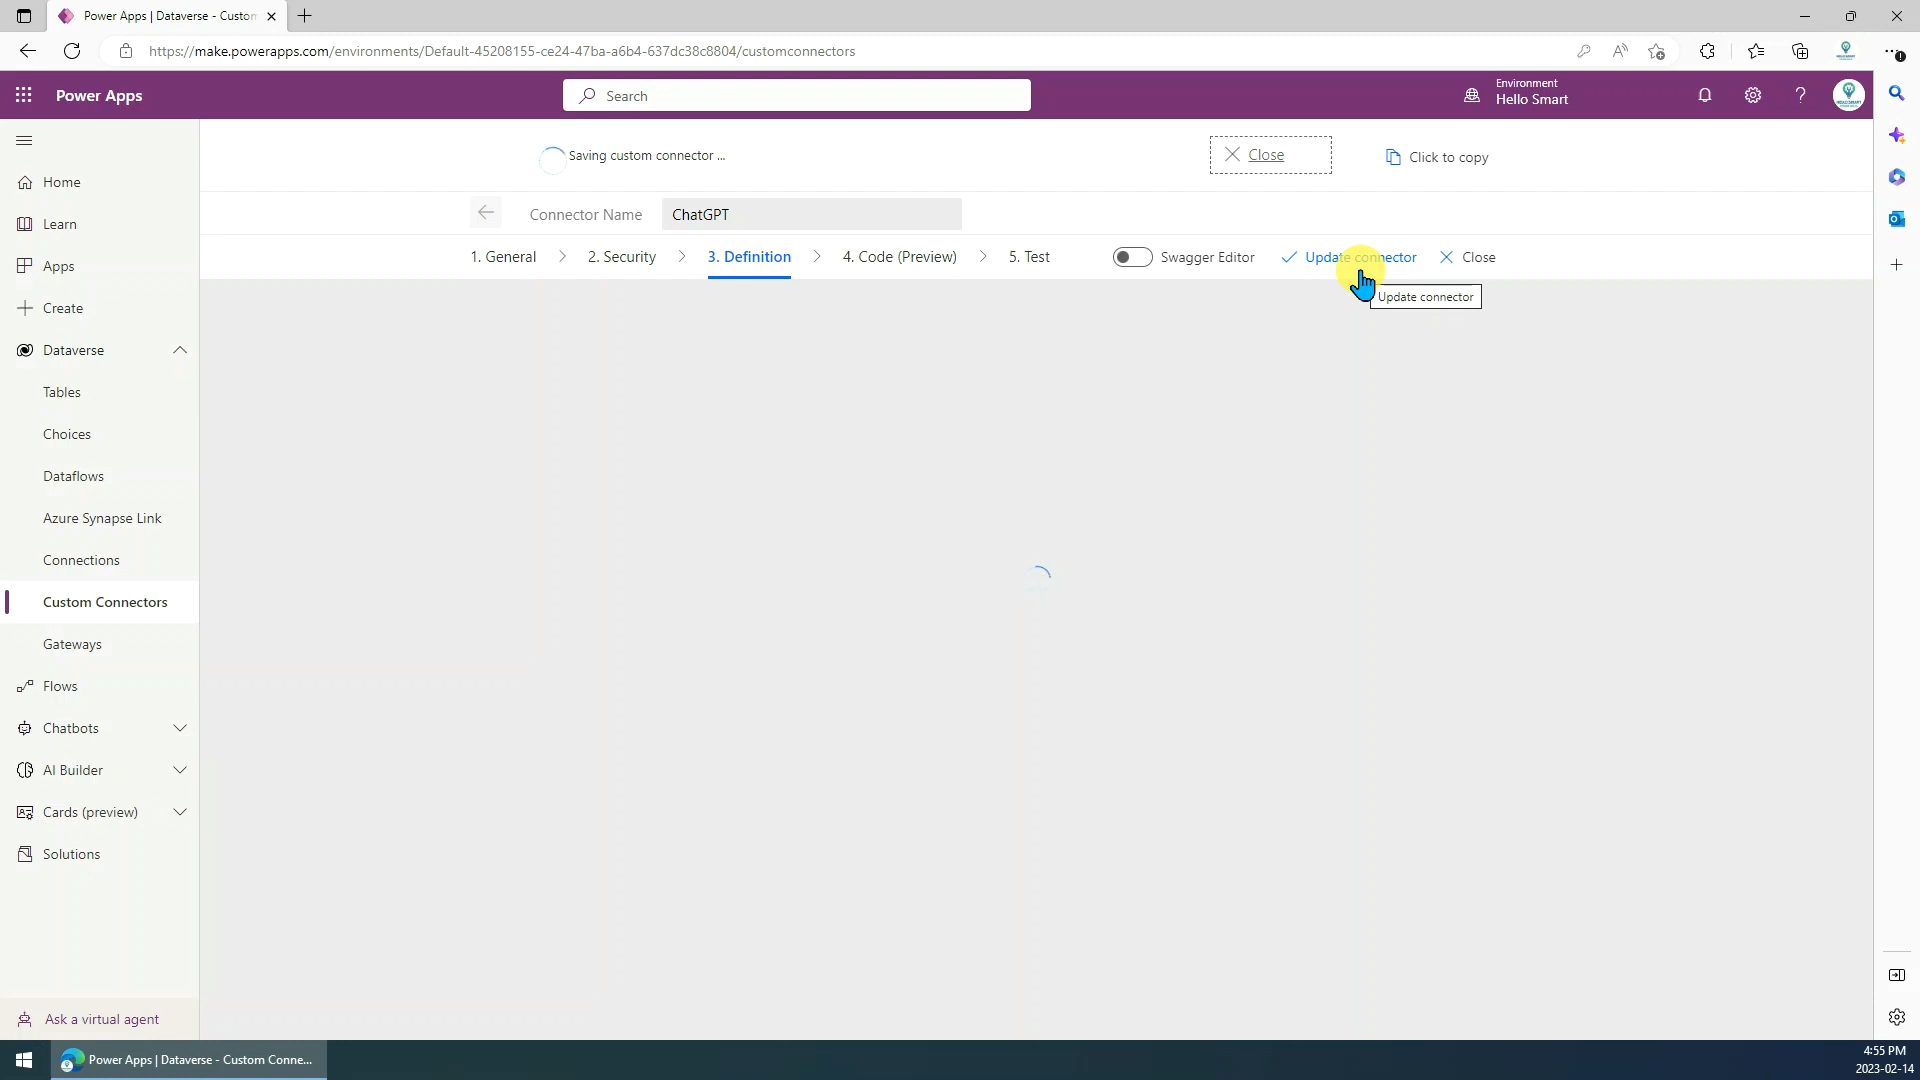 Power Apps | Dataverse - Custom
https://make.powerapps.com/environments/Default-45208155-ce24-47ba-a6b4-637dc38c8804/customconnectors
Power Apps
Search
Environment
Hello Smart
Saving custom connector ...
Close
Click to copy
Connector Name
ChatGPT
1. General
2. Security
3. Definition
4. Code (Preview)
5. Test
Swagger Editor
Update connector
Close
Update connector
Home
Learn
Apps
Create
Dataverse
Tables
Choices
Dataflows
Azure Synapse Link
Connections
Custom Connectors
Gateways
Flows
Chatbots
AI Builder
Cards (preview)
Solutions
Ask a virtual agent
Power Apps | Dataverse - Custom Conne...
4:55 PM
2023-02-14